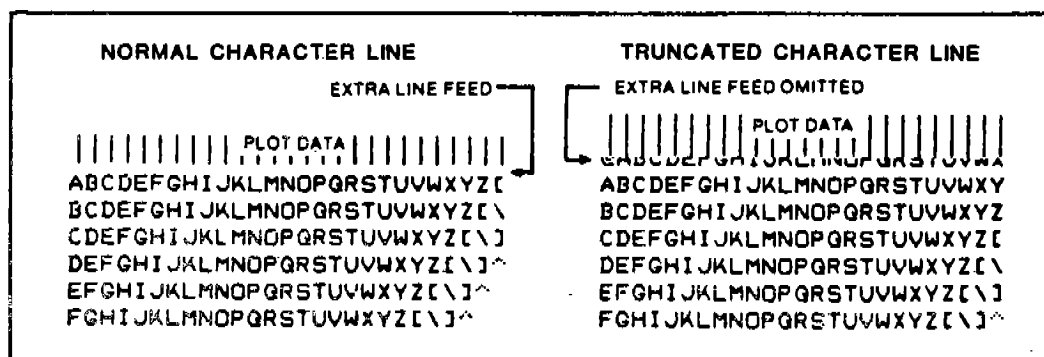 NORMAL CHARACTER LINE
EXTRA LINE FEED
PLOT DATA
ABCDEFGHIJKLMNOPQRSTUVWXYZ[
BCDEFGHIJKLMNOPQRSTUVWXYZ[\
CDEFGHIJKLMNOPQRSTUVWXYZ[\]
DEFGHIJKLMNOPQRSTUVWXYZ[\]^
EFGHIJKLMNOPQRSTUVWXYZ[\]^
FGHIJKLMNOPQRSTUVWXYZ[\]^
TRUNCATED CHARACTER LINE
EXTRA LINE FEED OMITTED
PLOT DATA
ABCDEFGHIJKLMNOPQRSTUVWXY
BCDEFGHIJKLMNOPQRSTUVWXYZ
CDEFGHIJKLMNOPQRSTUVWXYZ[
DEFGHIJKLMNOPQRSTUVWXYZ[\
EFGHIJKLMNOPQRSTUVWXYZ[\]
FGHIJKLMNOPQRSTUVWXYZ[\]^